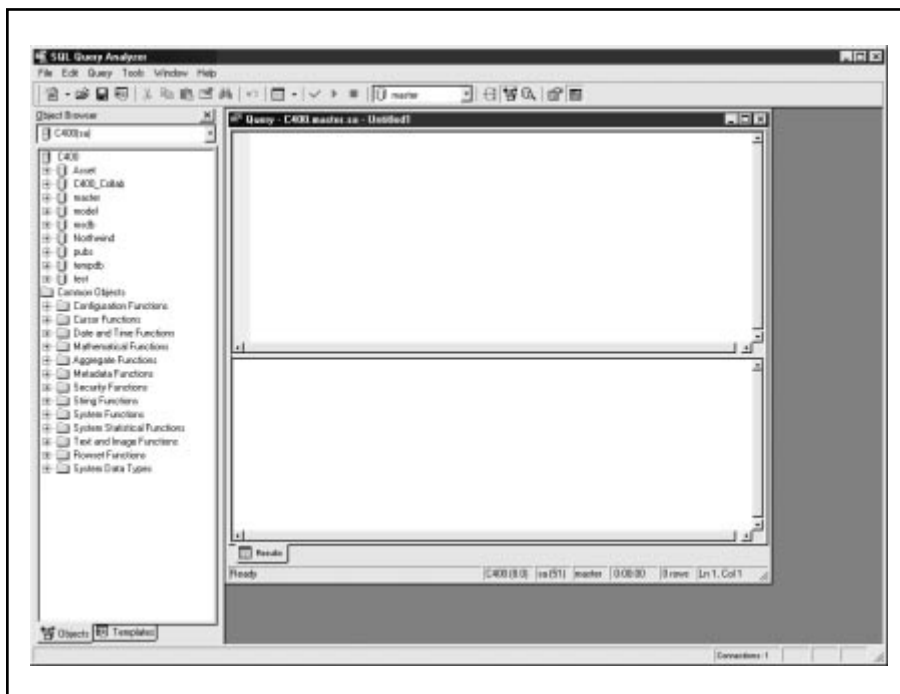 SQL Query Analyzer
File Edit Query Tools Window Help
master
Object Browser
C400(sa)
C400
Asset
C400_Collab
master
model
msdb
Northwind
pubs
tempdb
test
Common Objects
Configuration Functions
Cursor Functions
Date and Time Functions
Mathematical Functions
Aggregate Functions
Metadata Functions
Security Functions
String Functions
System Functions
System Statistical Functions
Text and Image Functions
Rowset Functions
System Data Types
Objects Templates
Query - C400.master.sa - Untitled1
Results
Ready C400 (8.0) sa (51) master 0:00:00 0 rows Ln 1, Col 1
Connections: 1